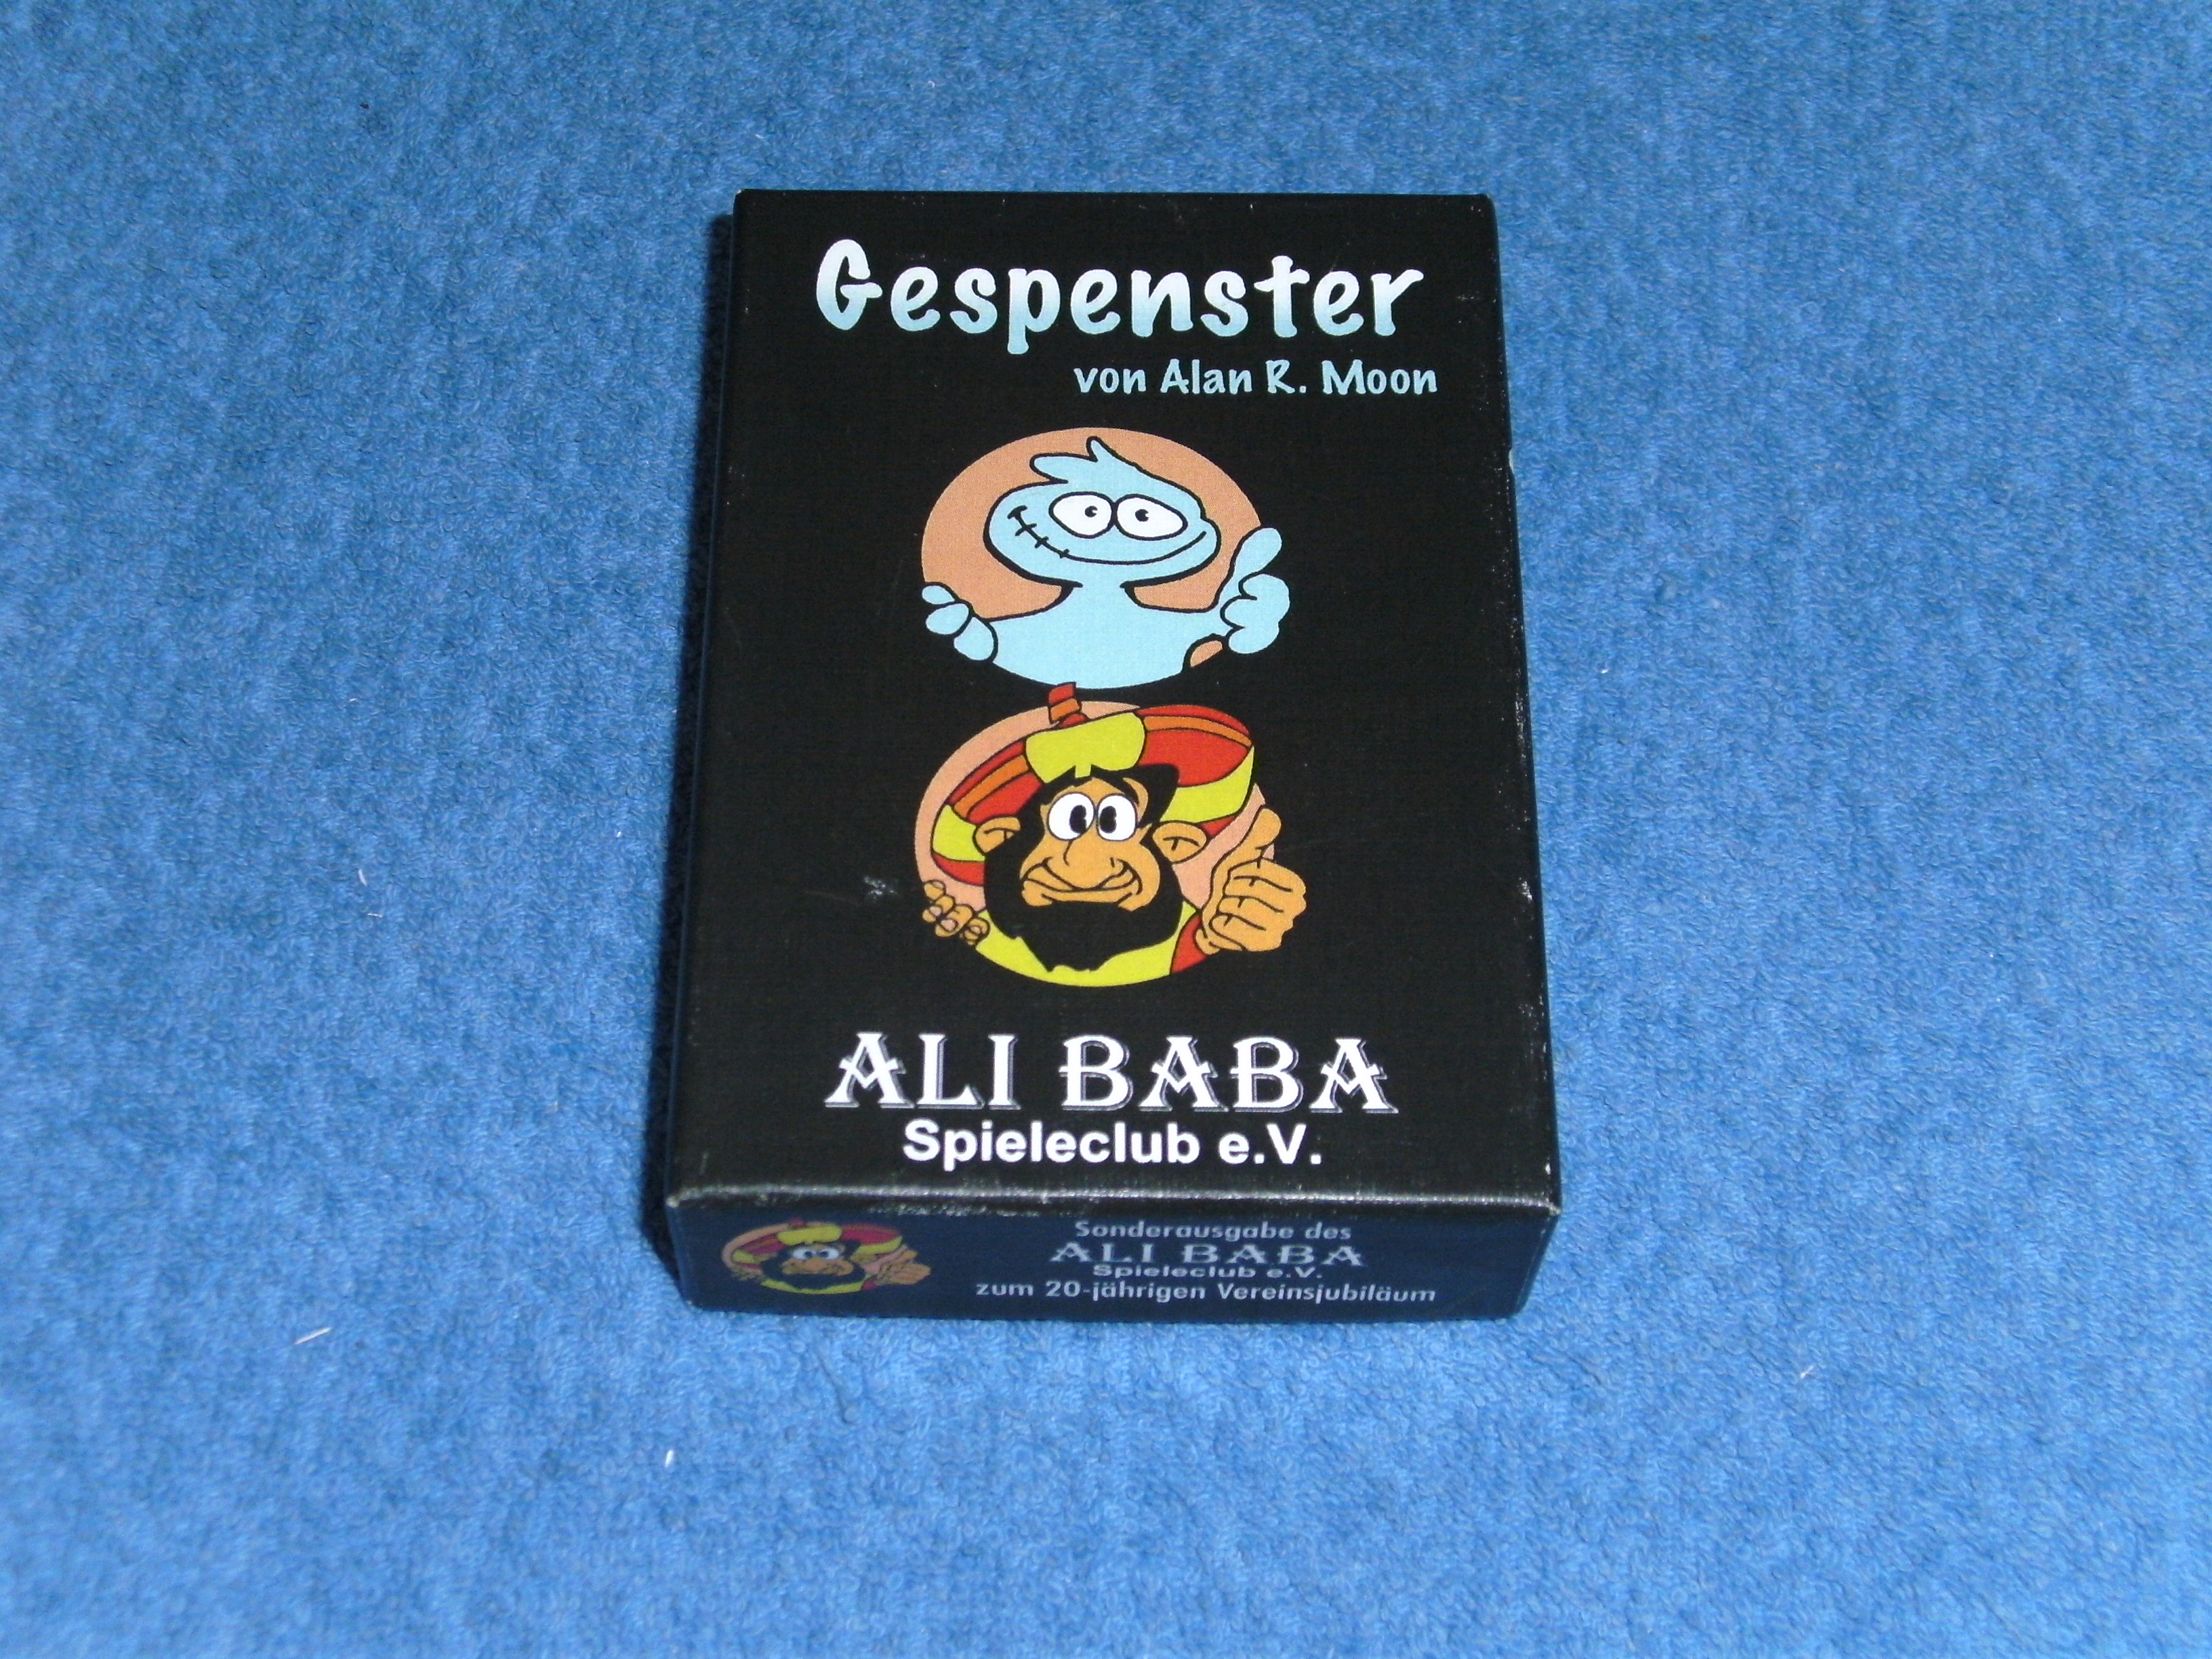 Gespenster
von Alan R. Moon
ALI BABA
Spieleclub e.V.
Sonderausgabe des
ALI BABA
Spieleclub e.V.
zum 20-jährigen Vereinsjubiläum